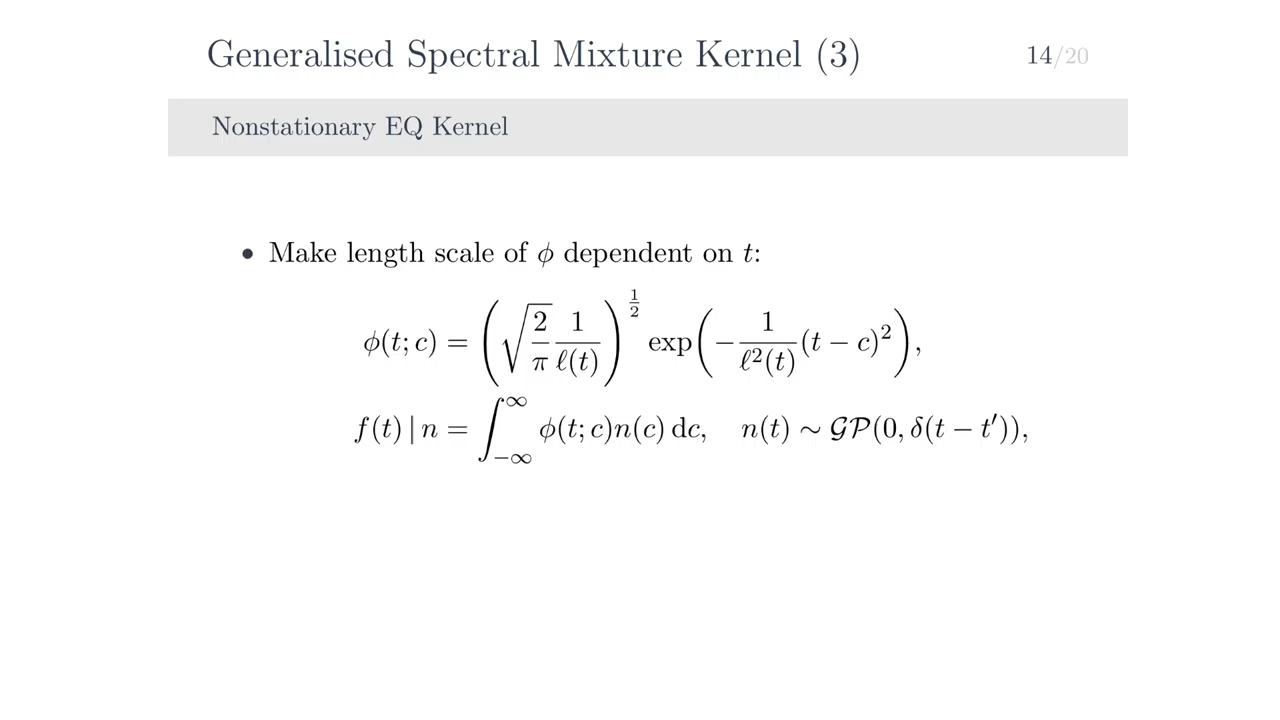 Generalised Spectral Mixture Kernel (3) 14/20
Nonstationary EQ Kernel
• Make length scale of ϕ dependent on t:
ϕ(t; c) = (√(2/π) 1/ℓ(t))^(1/2) exp(−1/ℓ²(t) (t − c)²),
f(t) | n = ∫_{−∞}^{∞} ϕ(t; c)n(c) dc, n(t) ∼ 𝒢𝒫(0, δ(t − t′)),